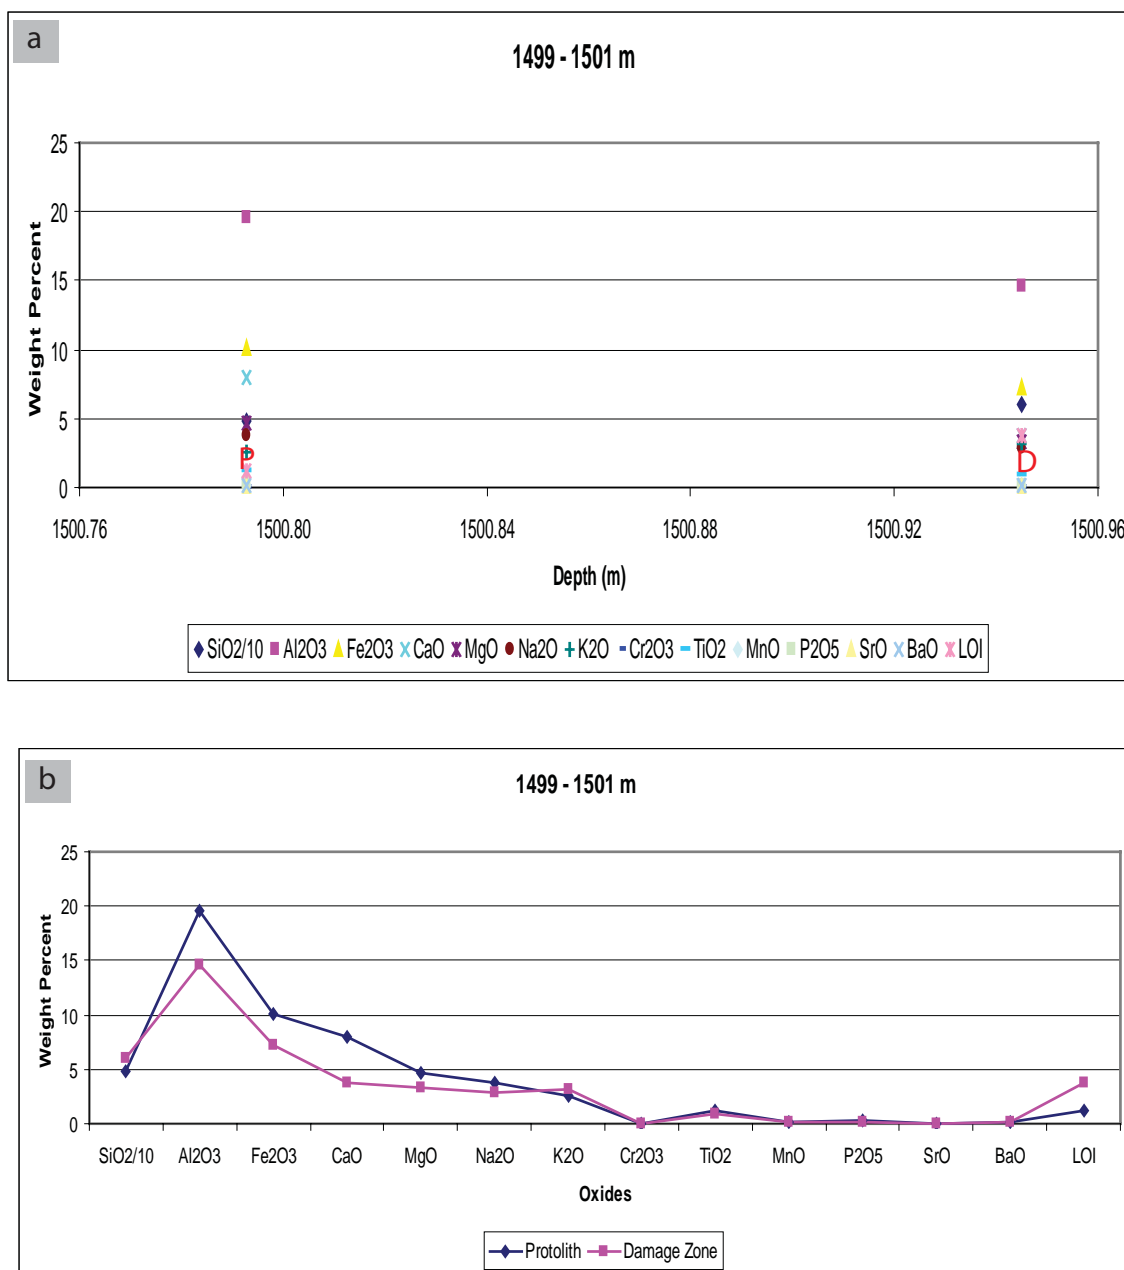 a
1499 - 1501 m
25
20
15
10
5
0
Weight Percent
P
D
1500.76 1500.80 1500.84 1500.88 1500.92 1500.96
Depth (m)
SiO2/10 Al2O3 Fe2O3 CaO MgO Na2O K2O Cr2O3 TiO2 MnO P2O5 SrO BaO LOI
b
1499 - 1501 m
25
20
15
10
5
0
Weight Percent
SiO2/10 Al2O3 Fe2O3 CaO MgO Na2O K2O Cr2O3 TiO2 MnO P2O5 SrO BaO LOI
Oxides
Protolith Damage Zone